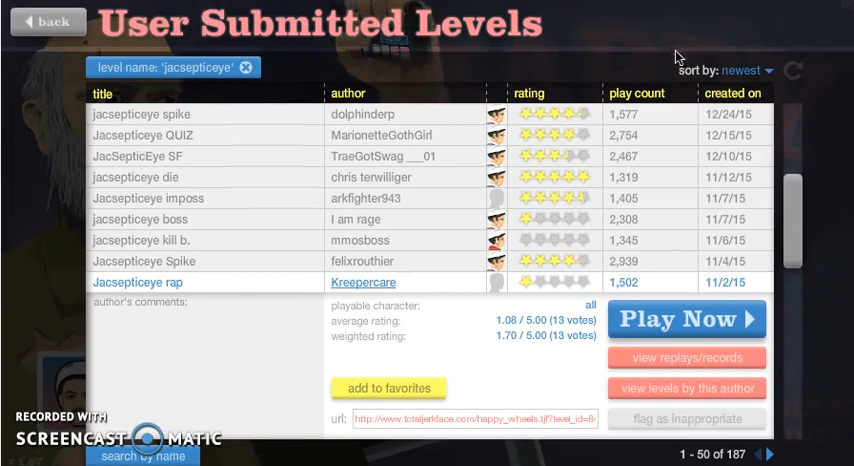 back
User Submitted Levels
level name: 'jacsepticeye'
sort by: newest
title author rating play count created on
jacsepticeye spike dolphinderp 1,577 12/24/15
Jacsepticeye QUIZ MarionetteGothGirl 2,754 12/15/15
JacSepticEye SF TraeGotSwag __01 2,467 12/10/15
jacsepticeye die chris terwilliger 1,319 11/12/15
Jacsepticeye imposs arkfighter943 1,405 11/7/15
jacsepticeye boss I am rage 2,308 11/7/15
jacsepticeye kill b. mmosboss 1,345 11/6/15
Jacsepticeye Spike felixrouthier 2,939 11/4/15
Jacsepticeye rap Kreepercare 1,502 11/2/15
author's comments:
playable character: all
average rating: 1.08 / 5.00 (13 votes)
weighted rating: 1.70 / 5.00 (13 votes)
Play Now
view replays/records
add to favorites
view levels by this author
url: http://www.totaljerkface.com/happy_wheels.tjf?level_id=84
flag as inappropriate
RECORDED WITH
SCREENCAST MATIC
search by name
v 1.87
1 - 50 of 187